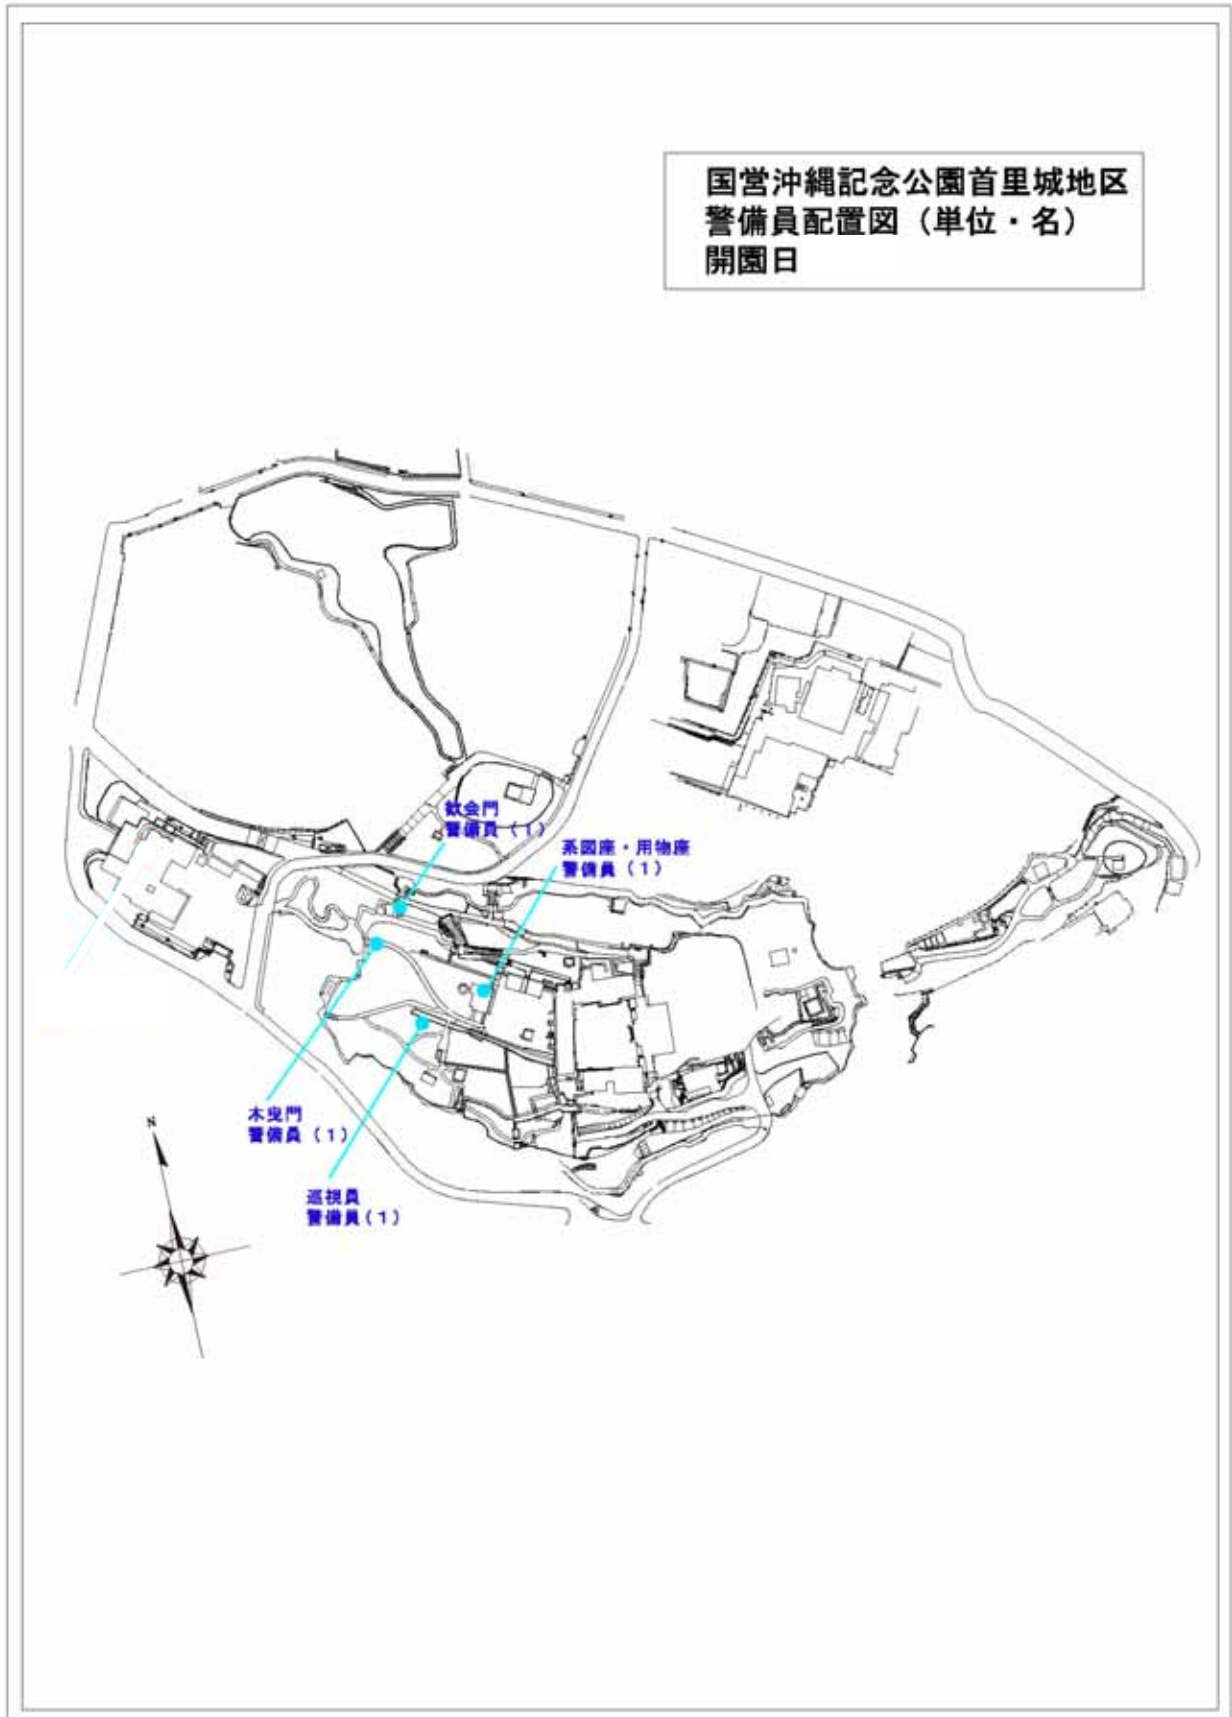 国営沖縄記念公園首里城地区
警備員配置図（単位・名）
開園日
歓会門
警備員（1）
系図座・用物座
警備員（1）
木曳門
警備員（1）
巡視員
警備員（1）
N